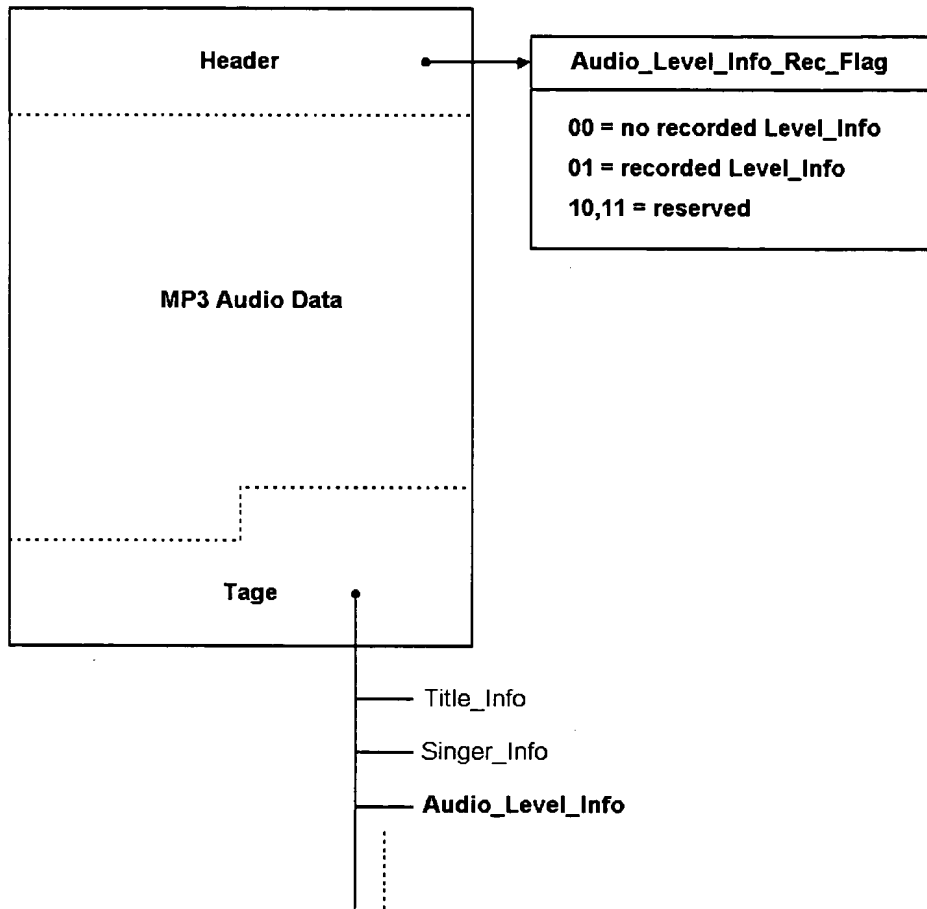 Header
Audio_Level_Info_Rec_Flag
00 = no recorded Level_Info
01 = recorded Level_Info
10,11 = reserved
MP3 Audio Data
Tage
Title_Info
Singer_Info
Audio_Level_Info